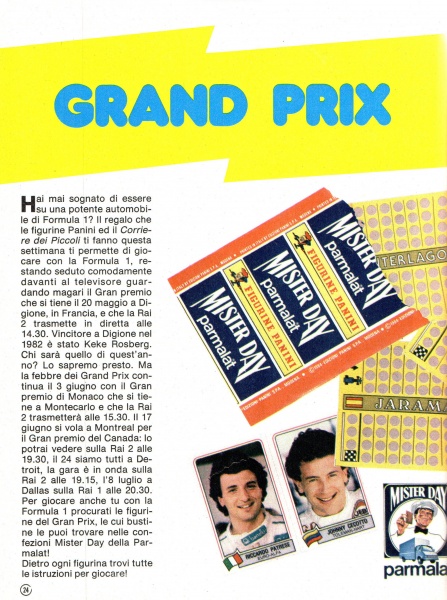 GRAND PRIX
Hai mai sognato di essere
su una potente automobi-
le di Formula 1? Il regalo che
le figurine Panini ed il Corrie-
re dei Piccoli ti fanno questa
settimana ti permette di gio-
care con la Formula 1, re-
stando seduto comodamente
davanti al televisore guar-
dando magari il Gran premio
che si tiene il 20 maggio a Di-
gione, in Francia, e che la Rai
2 trasmette in diretta alle
14.30. Vincitore a Digione nel
1982 è stato Keke Rosberg.
Chi sarà quello di quest'an-
no? Lo sapremo presto. Ma
la febbre dei Grand Prix con-
tinua il 3 giugno con il Gran
premio di Monaco che si tie-
ne a Montecarlo e che la Rai
2 trasmetterà alle 15.30. Il 17
giugno si vola a Montreal per
il Gran premio del Canada: lo
potrai vedere sulla Rai 2 alle
19.30, il 24 siamo tutti a De-
troit, la gara è in onda sulla
Rai 2 alle 19.15, l'8 luglio a
Dallas sulla Rai 1 alle 20.30.
Per giocare anche tu con la
Formula 1 procurati le figuri-
ne del Gran Prix, le cui busti-
ne le puoi trovare nelle con-
fezioni Mister Day della Par-
malat!
Dietro ogni figurina trovi tutte
le istruzioni per giocare!
24
MISTER DAY
parmalat
FIGURINE PANINI
MISTER DAY
parmalat
FIGURINE PANINI
MISTER DAY
parmalat
TERLAGO
JARAM
RICCARDO PATRESE
JOHNNY CECOTTO
MISTER DAY
parmala